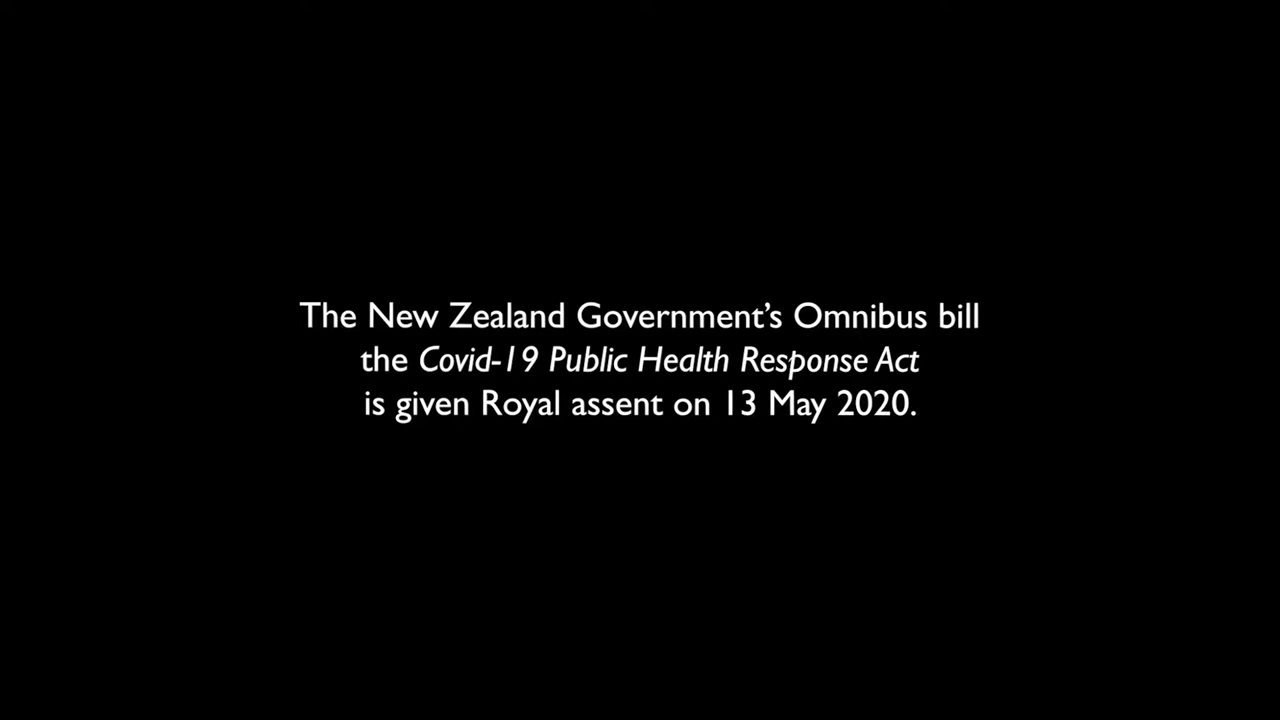 The New Zealand Government’s Omnibus bill
the Covid-19 Public Health Response Act
is given Royal assent on 13 May 2020.